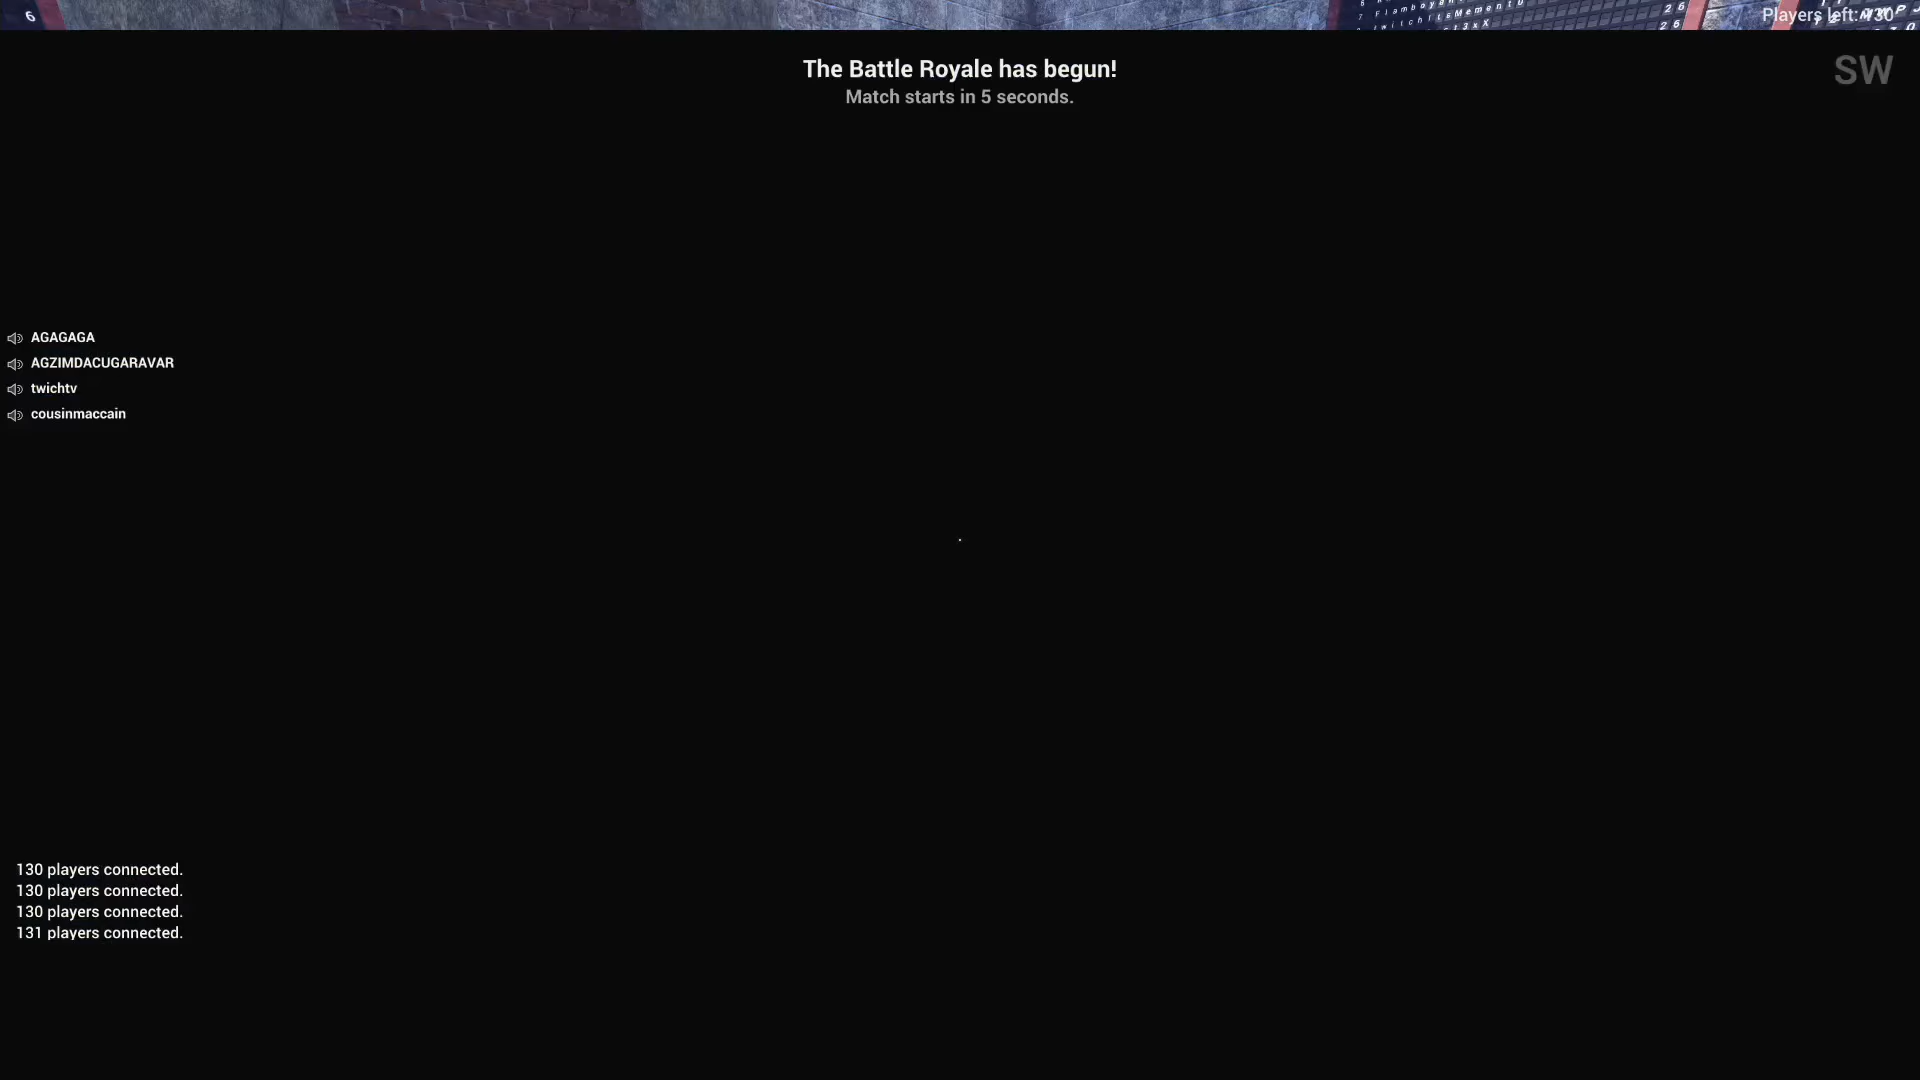 6
Players left: 130
The Battle Royale has begun!
Match starts in 5 seconds.
SW
AGAGAGA
AGZIMDACUGARAVAR
twichtv
cousinmaccain
130 players connected.
130 players connected.
130 players connected.
131 players connected.